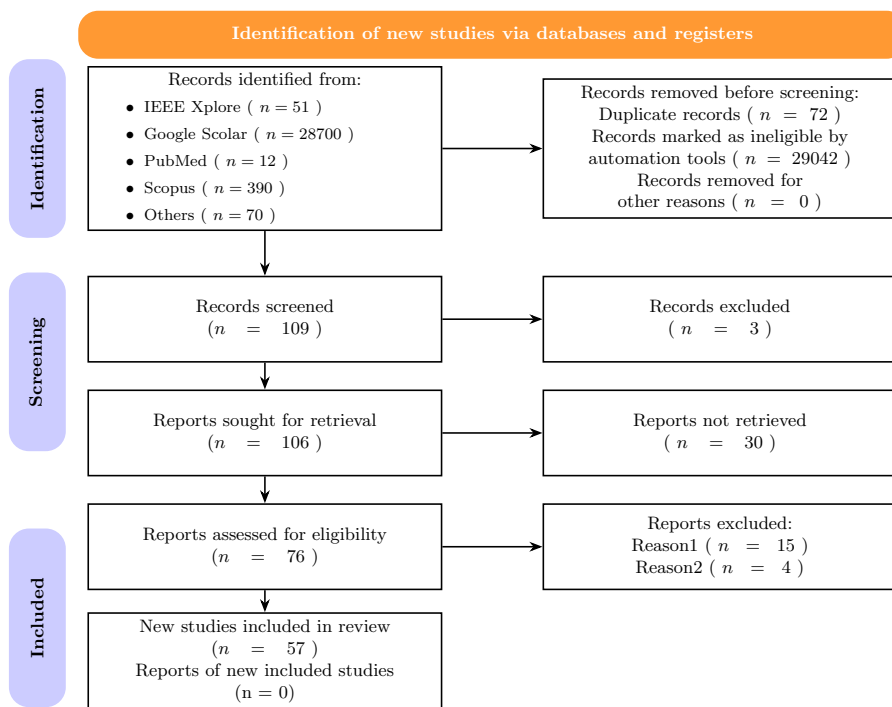 Identification of new studies via databases and registers
Identification
Records identified from:
• IEEE Xplore ( n = 51 )
• Google Scolar ( n = 28700
• PubMed ( n = 12 )
• Scopus ( n = 390 )
• Others ( n = 70 )
Records removed before screening:
Duplicate records ( n = 72 )
Records marked as ineligible by
automation tools ( n = 29042 )
Records removed for
other reasons ( n = 0 )
Screening
Records screened
(n = 109 )
Records excluded
( n = 3 )
Reports sought for retrieval
(n = 106 )
Reports not retrieved
( n = 30 )
Included
Reports assessed for eligibility
(n = 76 )
Reports excluded:
Reason1 ( n = 15 )
Reason2 ( n = 4 )
New studies included in review
(n = 57 )
Reports of new included studies
(n = 0)